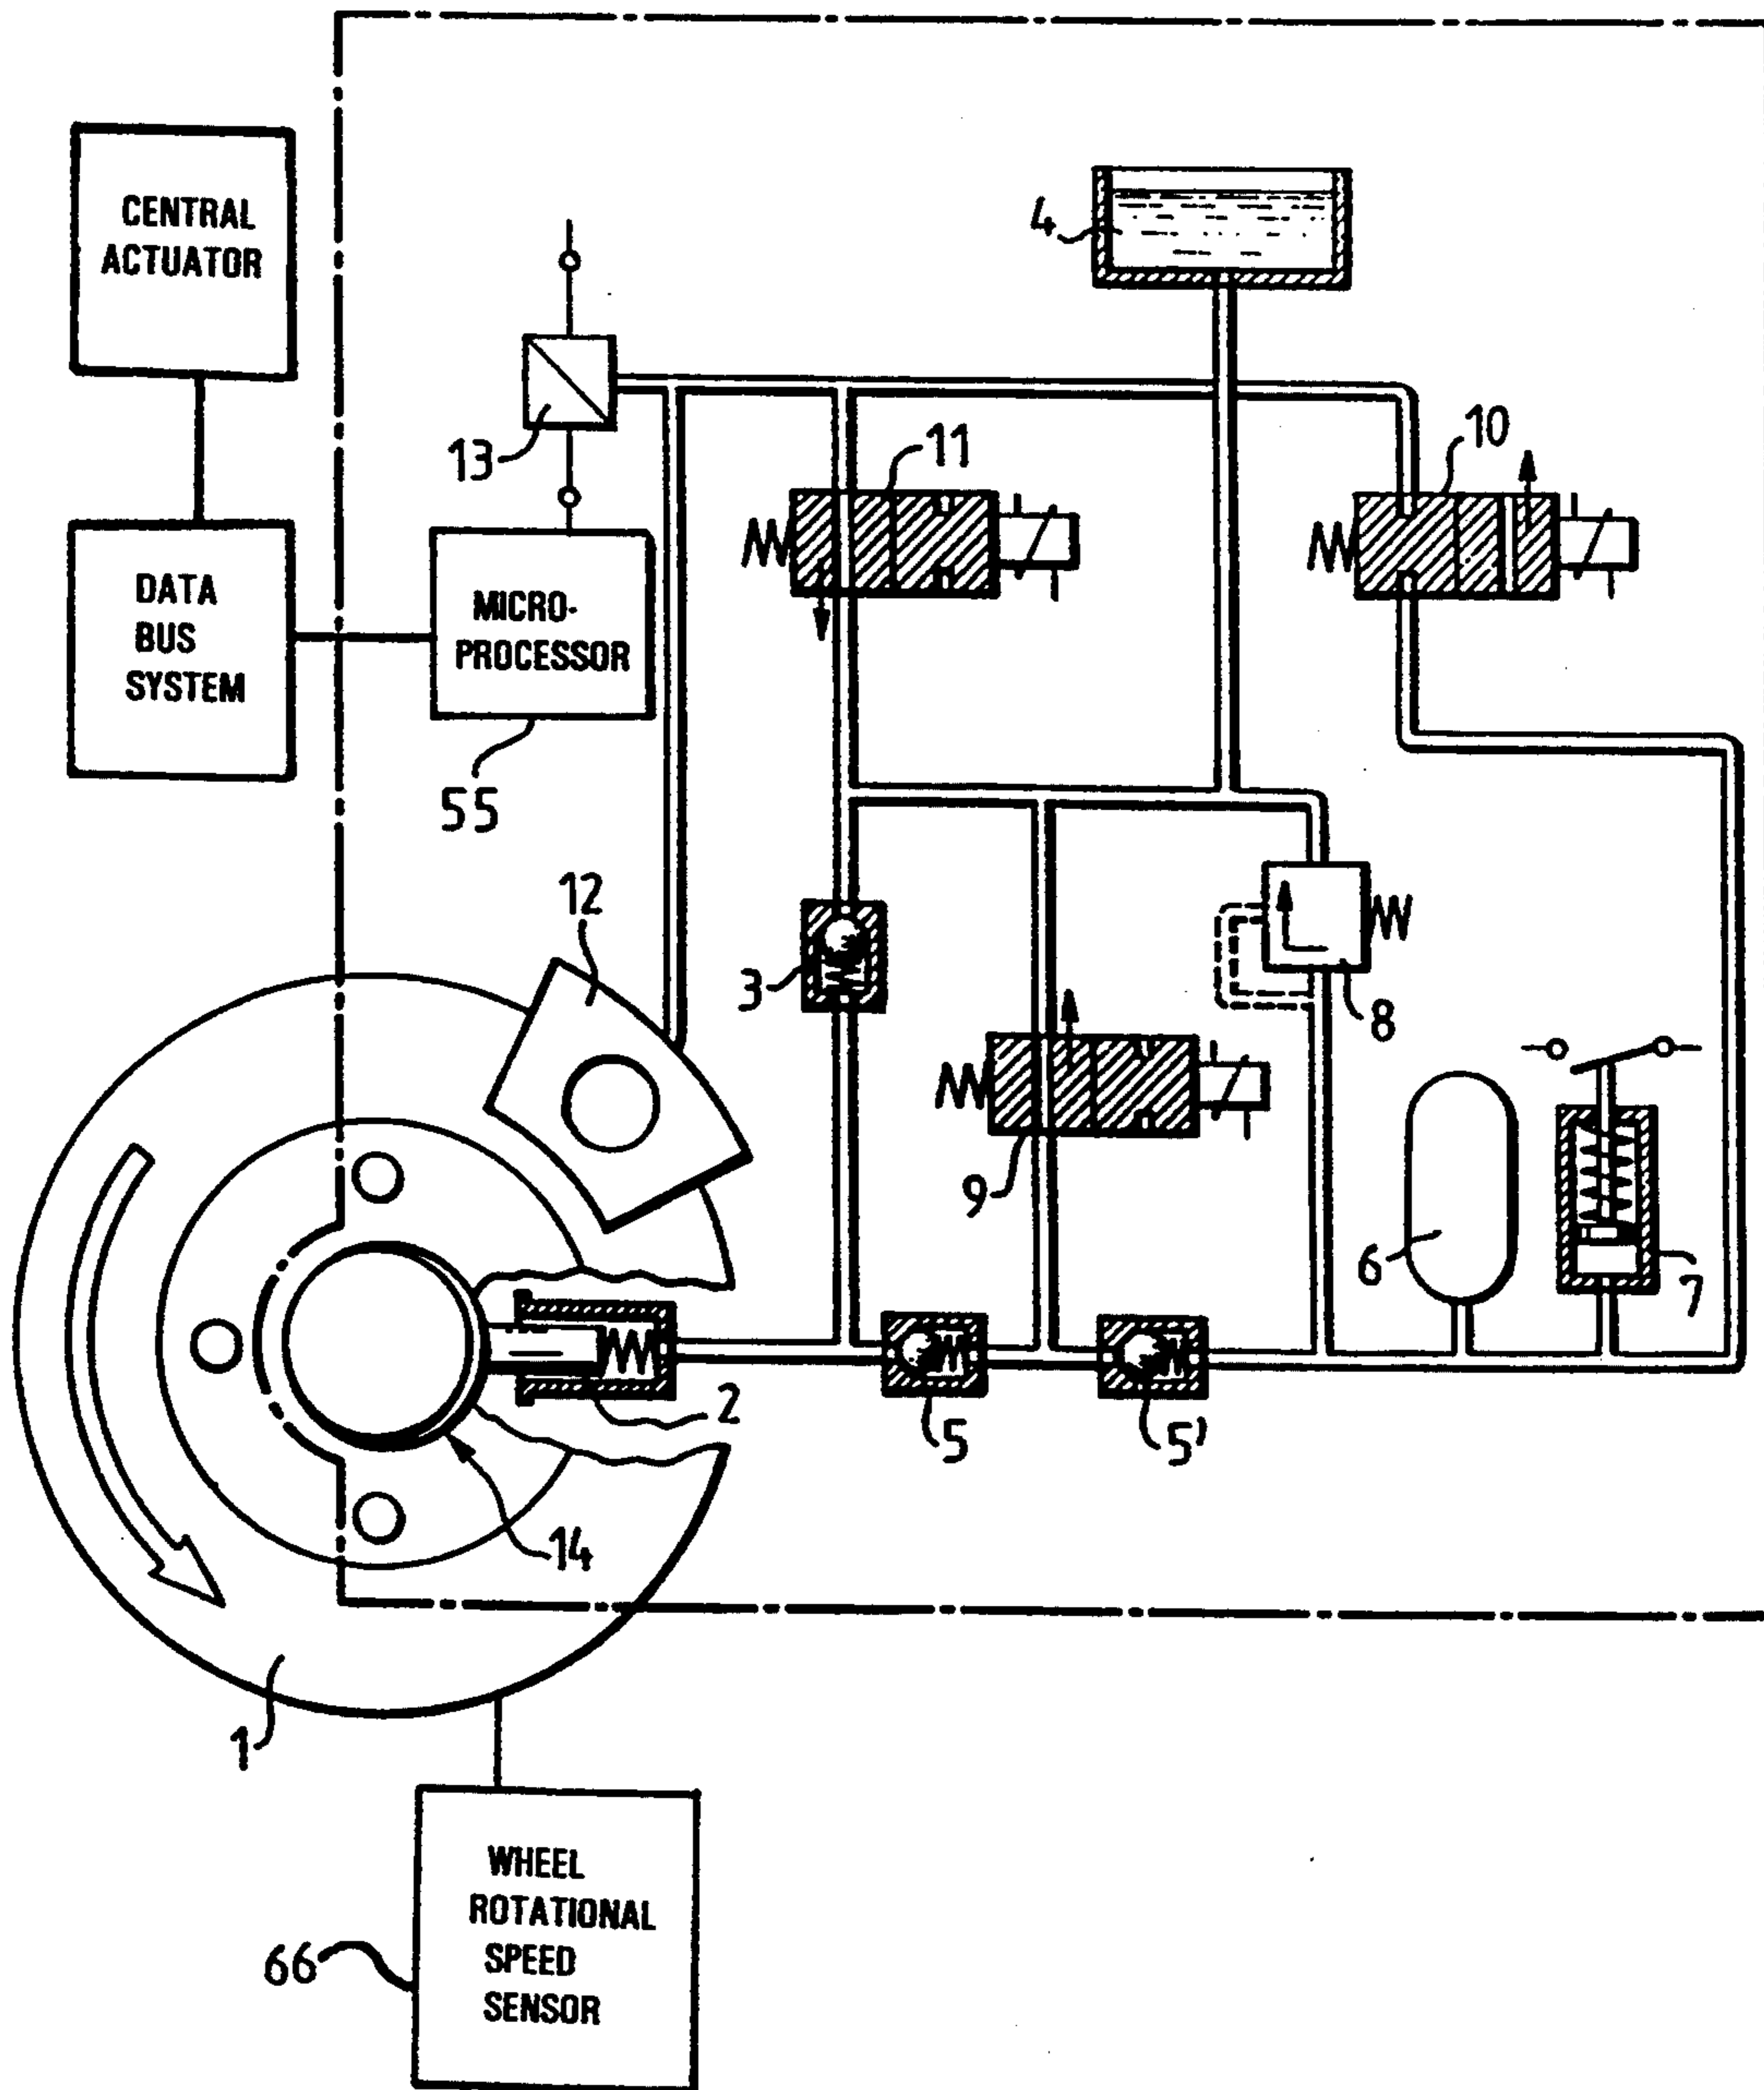 CENTRAL
ACTUATOR
4
10
11
13
DATA
BUS
SYSTEM
MICRO-
PROCESSOR
55
12
3
8
9
6
7
2
5
5'
14
1
WHEEL
ROTATIONAL
SPEED
SENSOR
66